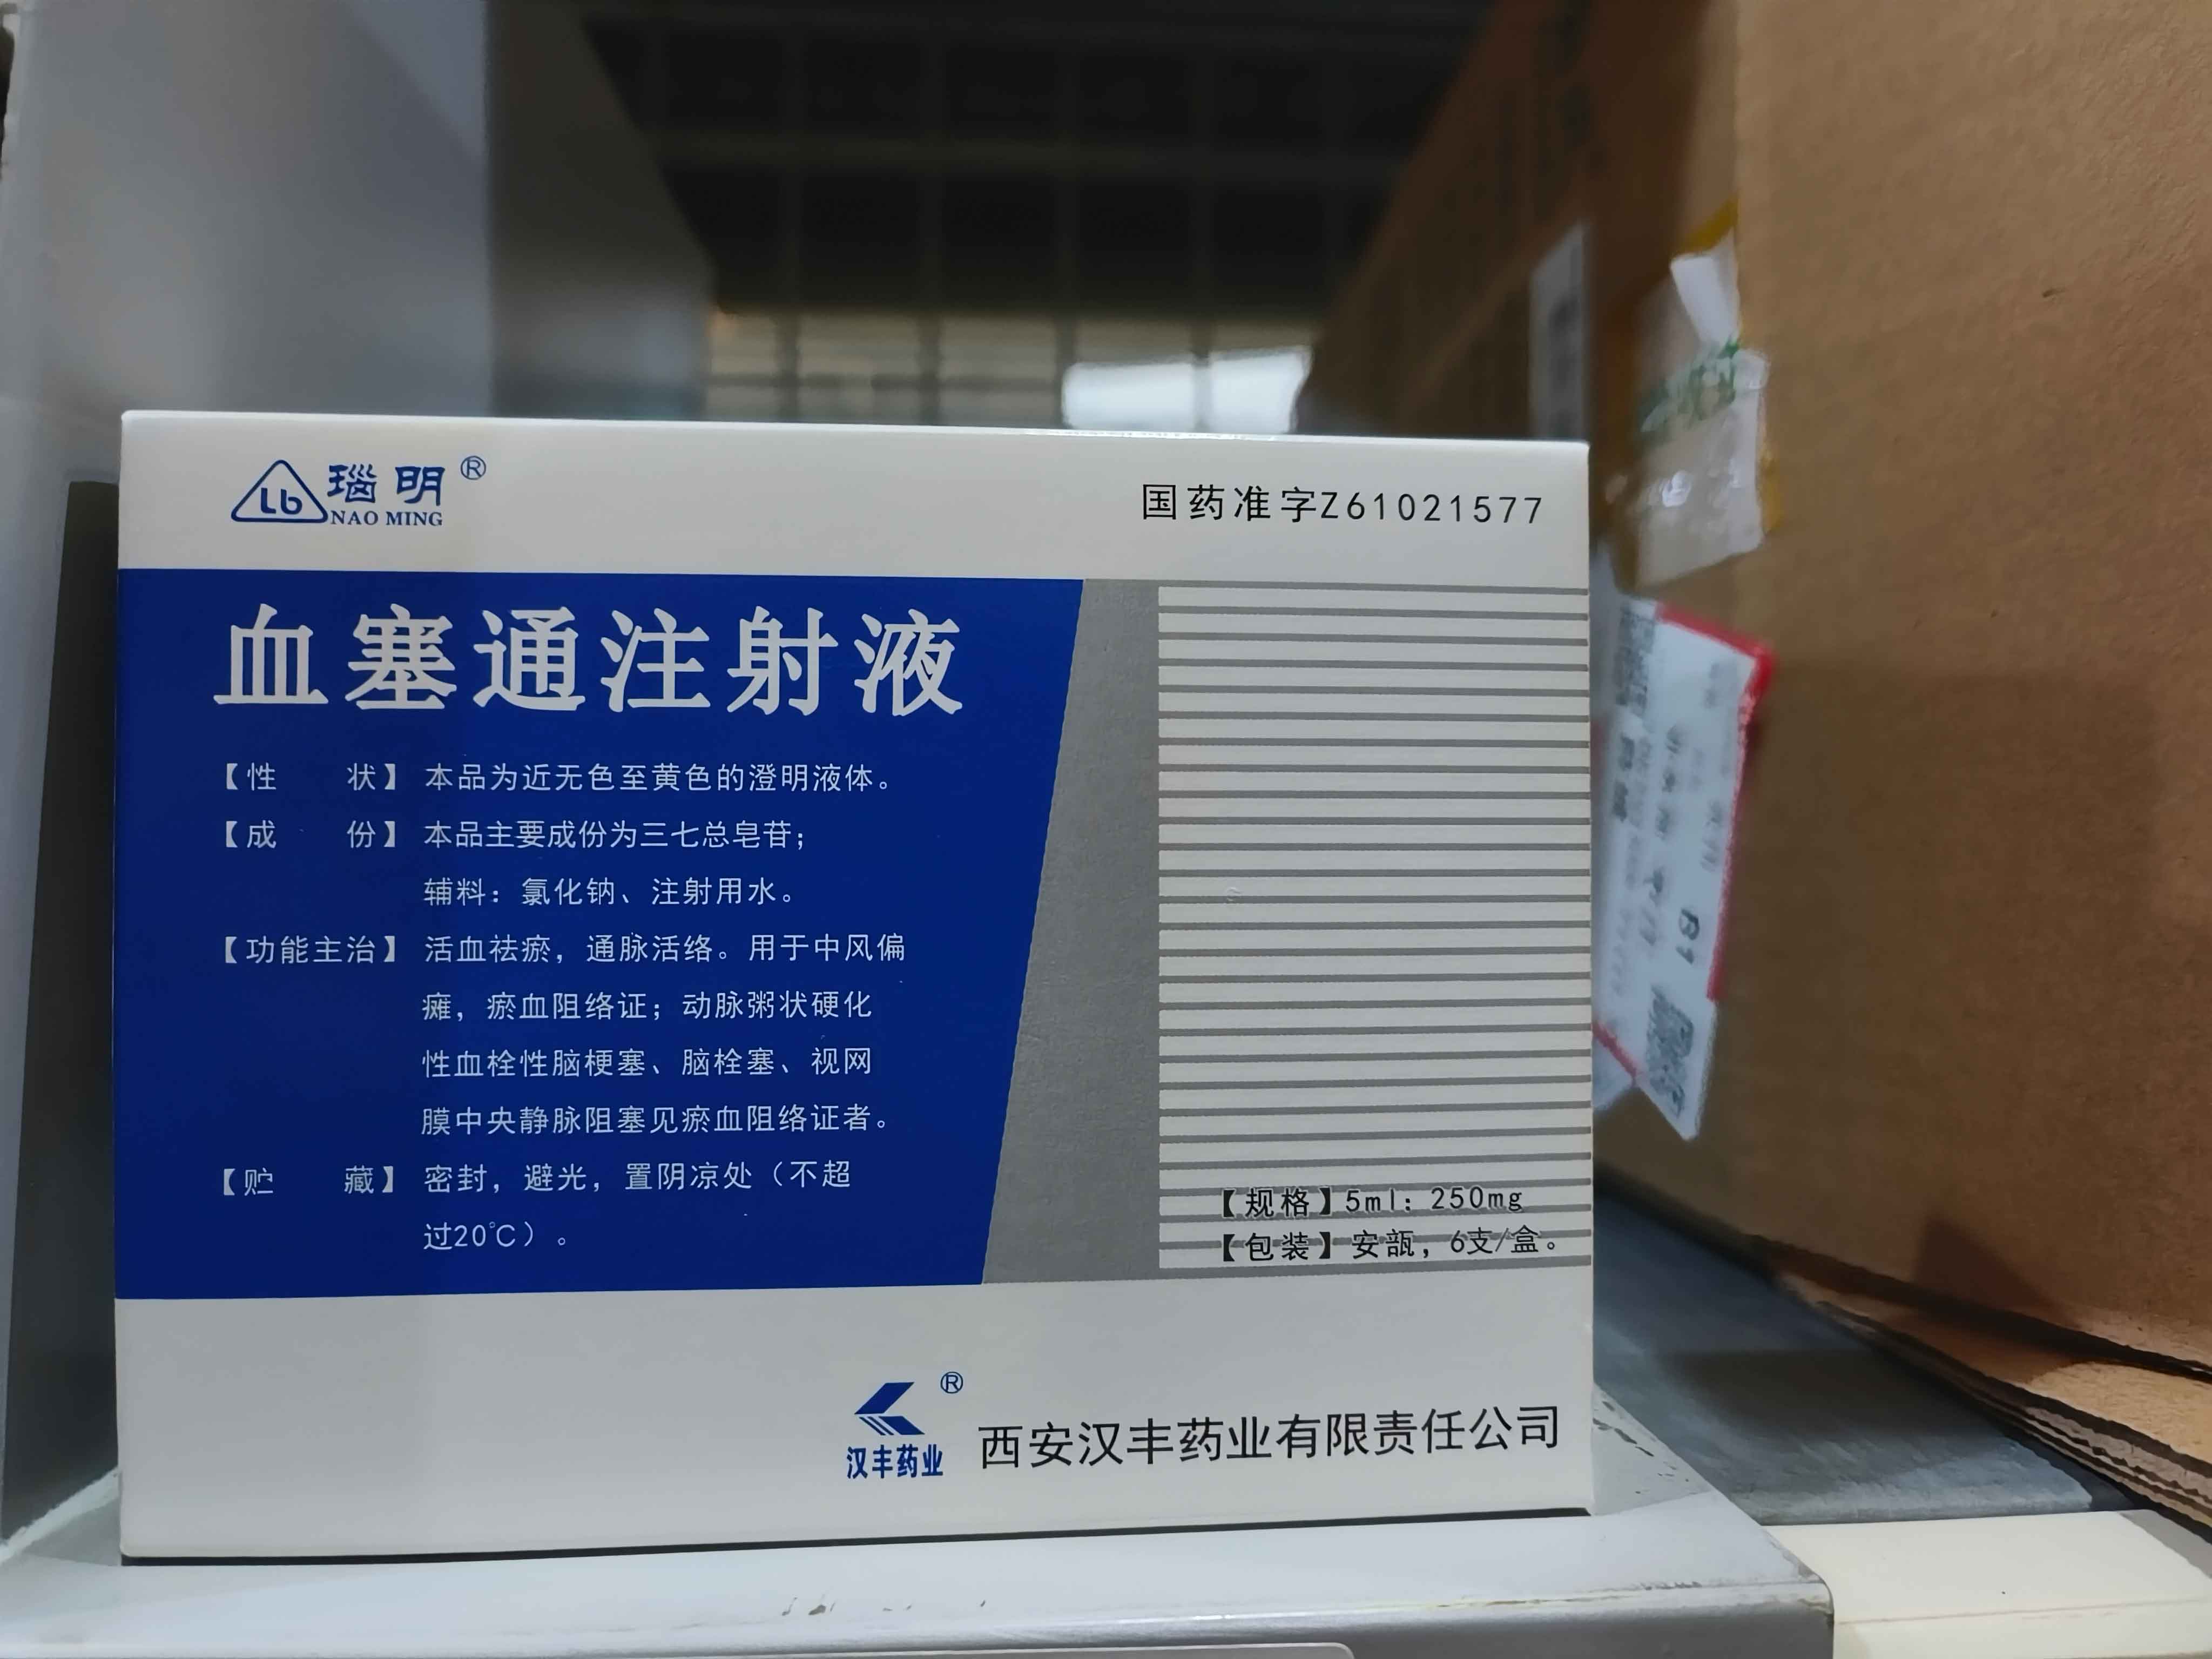 Lb 瑙明®
NAO MING
国药准字Z61021577
血塞通注射液
【性 状】本品为近无色至黄色的澄明液体。
【成 份】本品主要成份为三七总皂苷；
辅料：氯化钠、注射用水。
【功能主治】活血祛瘀，通脉活络。用于中风偏
瘫，瘀血阻络证；动脉粥状硬化
性血栓性脑梗塞、脑栓塞、视网
膜中央静脉阻塞见瘀血阻络证者。
【贮 藏】密封，避光，置阴凉处（不超
过20℃）。
【规格】5ml：250mg
【包装】安瓿，6支/盒。
®
汉丰药业
西安汉丰药业有限责任公司
B1